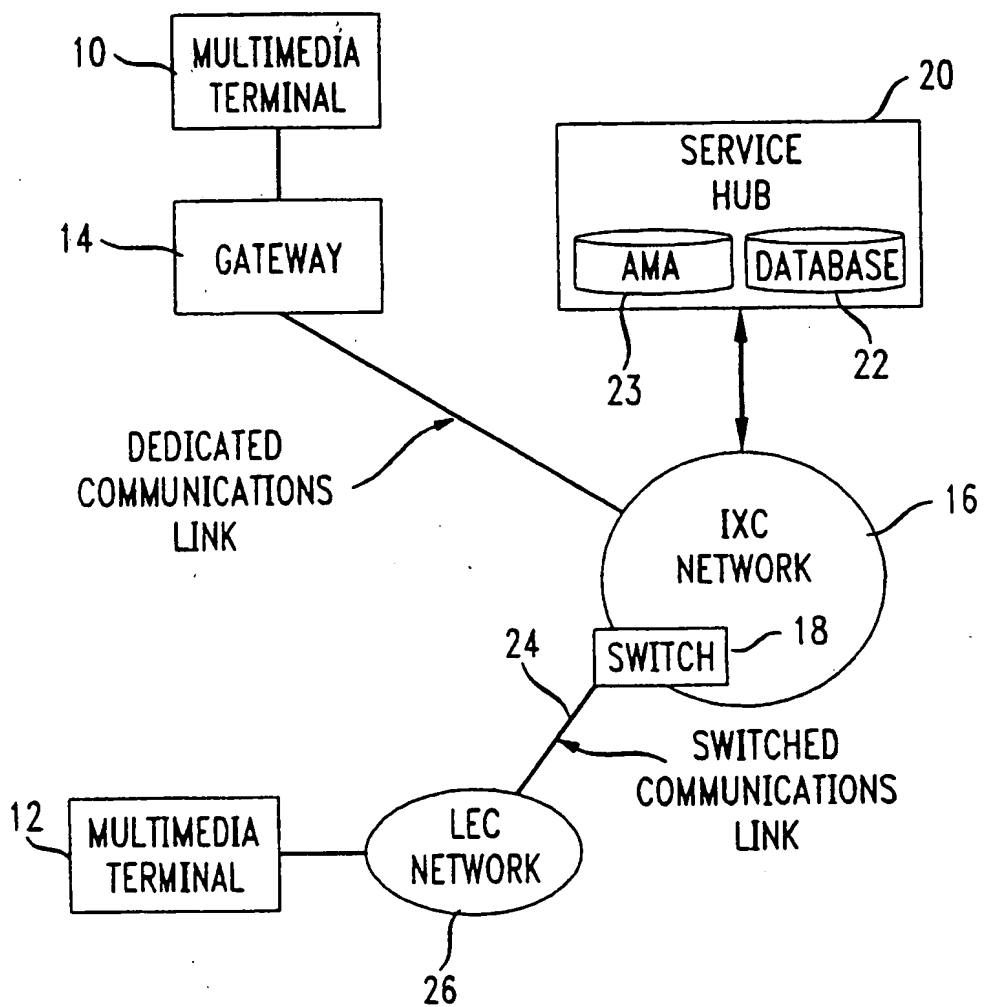 10
MULTIMEDIA
TERMINAL
14
GATEWAY
20
SERVICE
HUB
AMA
DATABASE
23
22
DEDICATED
COMMUNICATIONS
LINK
IXC
NETWORK
16
SWITCH
18
24
SWITCHED
COMMUNICATIONS
LINK
12
MULTIMEDIA
TERMINAL
LEC
NETWORK
26